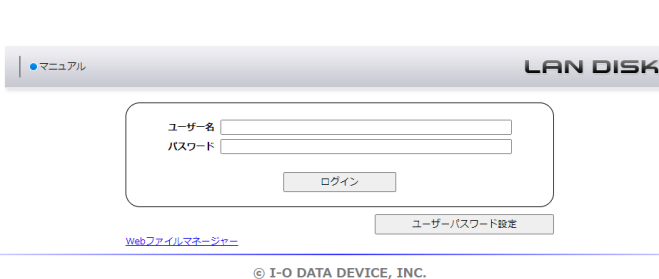 マニュアル
LAN DISK
ユーザー名
パスワード
ログイン
ユーザーパスワード設定
Webファイルマネージャー
© I-O DATA DEVICE, INC.